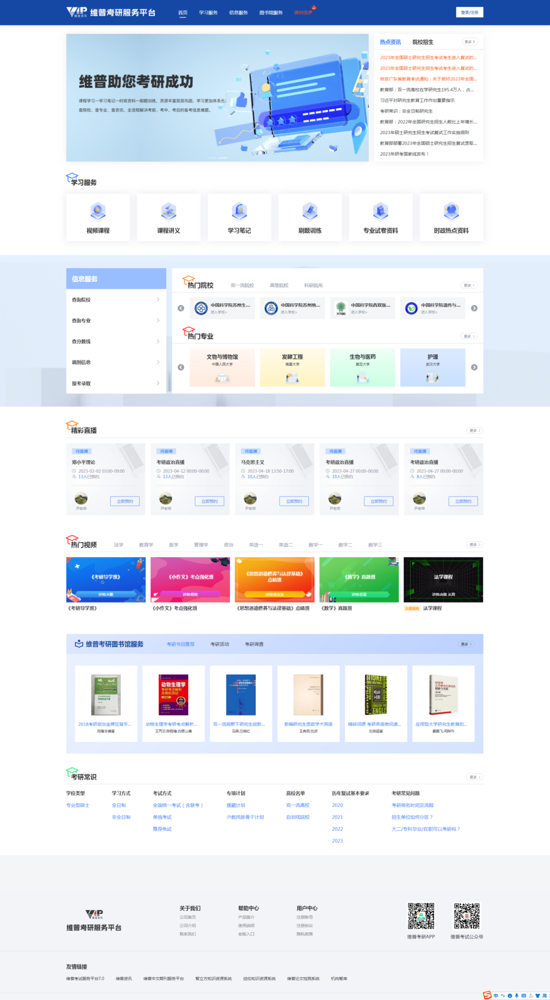 VIP 维普资讯 维普考研服务平台
首页 学习服务 信息服务 图书馆服务 调剂信息
登录/注册
维普助您考研成功
课程学习—学习笔记—时政资料—刷题训练，资源丰富层层巩固，学习更加体系化；
查院校、查专业、查资讯，全流程解决考前、考中、考后的备考信息难题。
热点资讯 院校招生 更多
2023年全国硕士研究生招生考试考生进入复试的...
2023年全国硕士研究生招生考试考生进入复试的...
转发广东省教育考试通知：关于做好2023年全国...
教育部：双一流高校在学研究生195.4万人，占...
习近平对研究生教育工作作出重要指示
考研常识：非全日制研究生
教育部：2022年全国研究生招生人数比上年增长...
2023年硕士研究生招生考试复试工作实施细则
教育部部署2023年全国硕士研究生招生复试录取...
2023年研考国家线发布！
学习服务
视频课程 课程讲义 学习笔记 刷题训练 专业试卷资料 时政热点资料
信息服务
查询院校
查询专业
查分数线
调剂信息
报考录取
热门院校 双一流院校 高等院校 科研院所 更多
中国科学院苏州生... 中国科学院苏州纳... 中国科学院西双版... 中国科学院遗传与...
进入学校> 进入学校> 进入学校> 进入学校>
XTBG
热门专业 更多
文物与博物馆 发酵工程 生物与医药 护理
中国人民大学 南昌大学 复旦大学 武汉大学
精彩直播 更多
待直播 待直播 待直播 待直播 待直播
邓小平理论 考研政治直播 马克思主义 考研政治直播 考研政治直播
2023-02-02 03:00-09:00 2023-04-12 00:00-00:00 2023-04-18 13:50-17:00 2023-04-27 00:00-00:00 2023-04-27 00:00-00:00
13人已预约 13人已预约 10人已预约 10人已预约 8人已预约
立即预约 立即预约 立即预约 立即预约 立即预约
尹老师 尹老师 尹老师 尹老师 尹老师
热门视频 法学 教育学 医学 管理学 政治 英语一 英语二 数学一 数学二 数学三 更多
《考研导学班》 《小作文》考点强化班 《思想道德修养与法律基础》 《数学》真题班 法学课程
点睛班
讲师:米鹏 讲师:程晓 讲师:秦志发 讲师:张富 讲师:尚敬 从周
《考研导学班》 《小作文》考点强化班 《思想道德修养与法律基础》点睛班 《数学》真题班 文都视频 法学课程
维普考研图书馆服务 考研书目推荐 考研活动 考研调查 更多
动物生理学
考研考点解析
及模拟测试
啃碎
词源
应用型
大学研究生教育的
创新与实践
2018考研政治金牌狂背手... 动物生理学考研考点解析... 双一流视野下研究生创新... 新编研究生思政学术英语 啃碎词源 考研英语单词速... 应用型大学研究生教育的...
陆寓丰编著 王丙云;陈胜锋;白银山编 马燕;兰晓红 王典民;刘波 刘启超著 姜鹏飞;闫晔作
考研常识 更多
学位类型 学习方式 考试方式 专项计划 高校名单 历年复试基本要求 考研常见问题
专业型硕士 全日制 全国统一考试（含联考） 援藏计划 双一流高校 2020 考研报名时间及流程
非全日制 单独考试 少数民族骨干计划 自划线院校 2021 招生单位如何分区？
推荐免试 2022 大二/专科毕业/在职可以考研吗？
2023
VIP
维普资讯
维普考研服务平台
关于我们 帮助中心 用户中心
公司首页 产品简介 注册账号
公司介绍 使用说明 注册协议
联系我们 老版入口 隐私政策
维普考研APP 维普考试公众号
友情链接
维普考试服务平台7.0 维普资讯 维普中文期刊服务平台 智立方知识资源系统 经纶知识资源系统 维普论文检测系统 机构智库
S 中 简